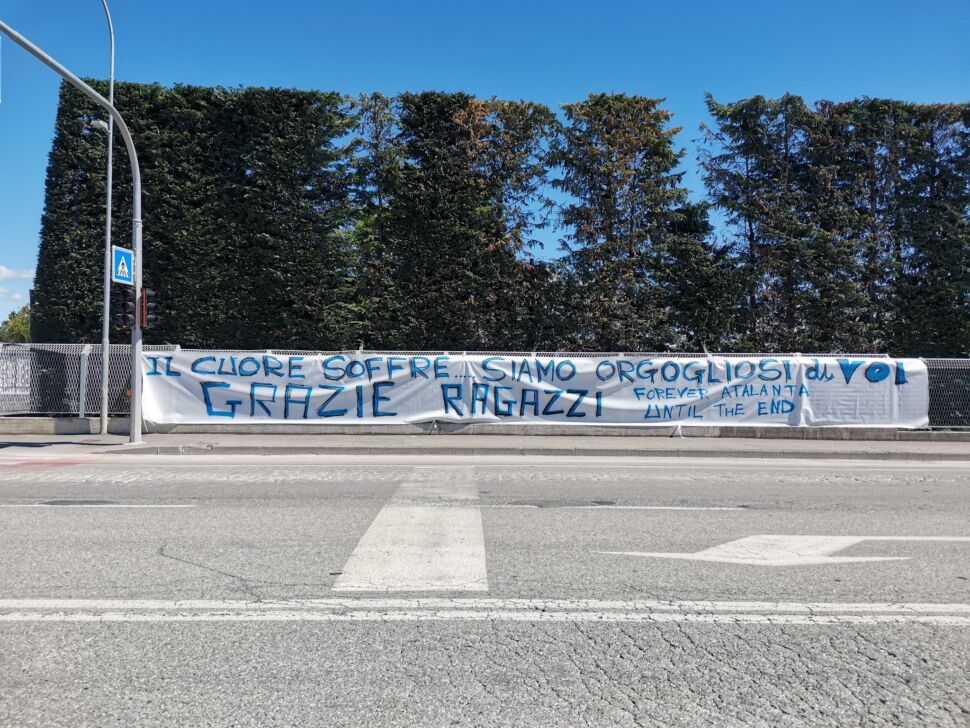 IL CUORE SOFFRE.... SIAMO ORGOGLIOSI di VOI
GRAZIE RAGAZZI
FOREVER ATALANTA
UNTIL THE END